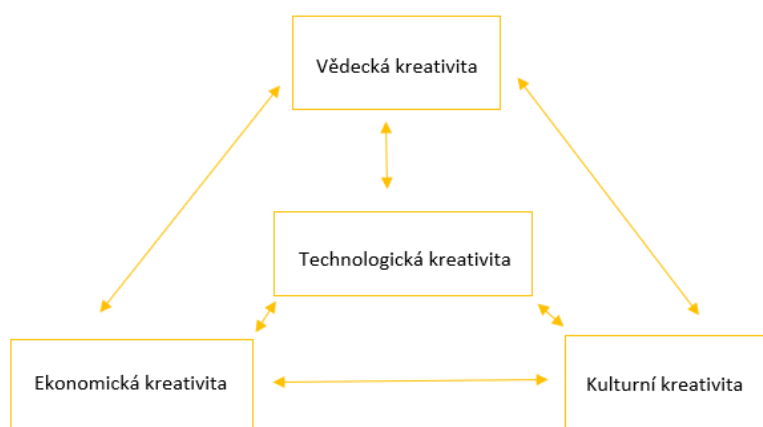 Vědecká kreativita
Technologická kreativita
Ekonomická kreativita
Kulturní kreativita